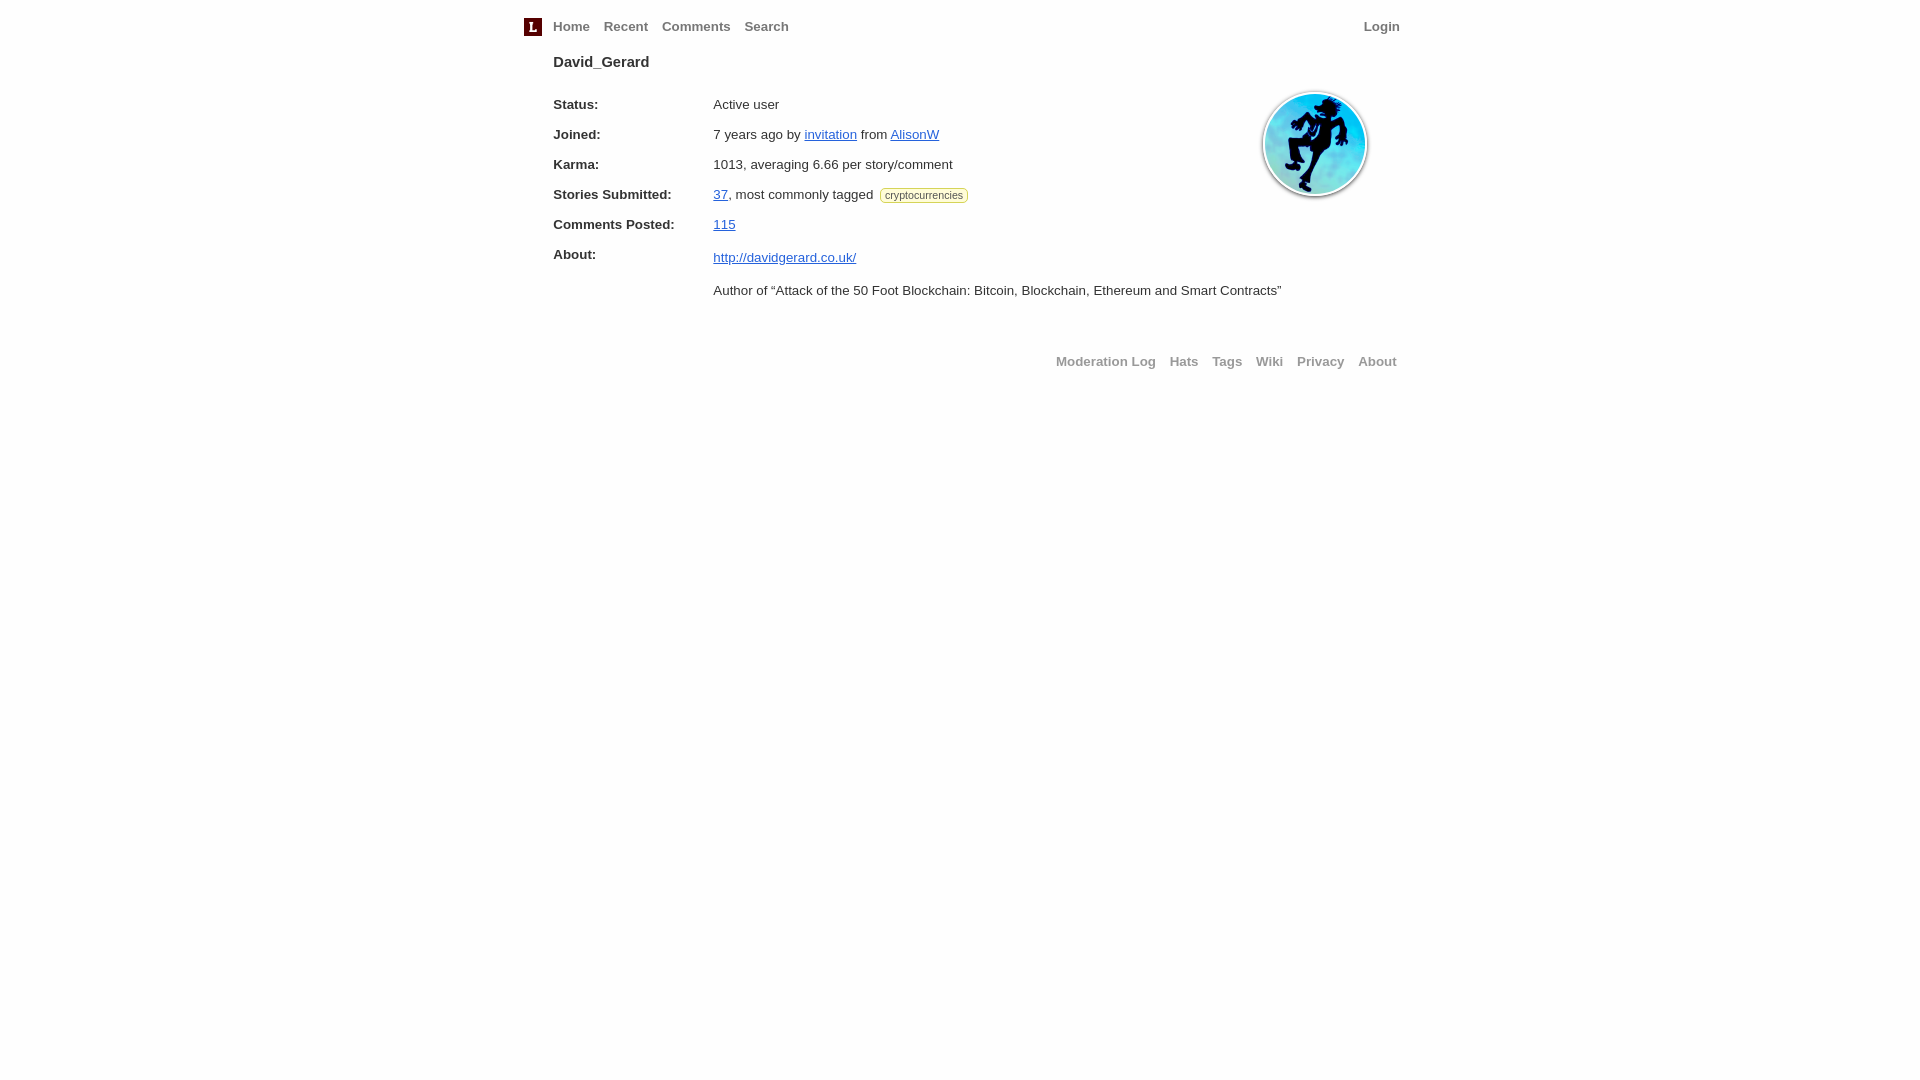 L Home Recent Comments Search Login
David_Gerard
Status: Active user
Joined: 7 years ago by invitation from AlisonW
Karma: 1013, averaging 6.66 per story/comment
Stories Submitted: 37, most commonly tagged cryptocurrencies
Comments Posted: 115
About: http://davidgerard.co.uk/
Author of “Attack of the 50 Foot Blockchain: Bitcoin, Blockchain, Ethereum and Smart Contracts”
Moderation Log Hats Tags Wiki Privacy About